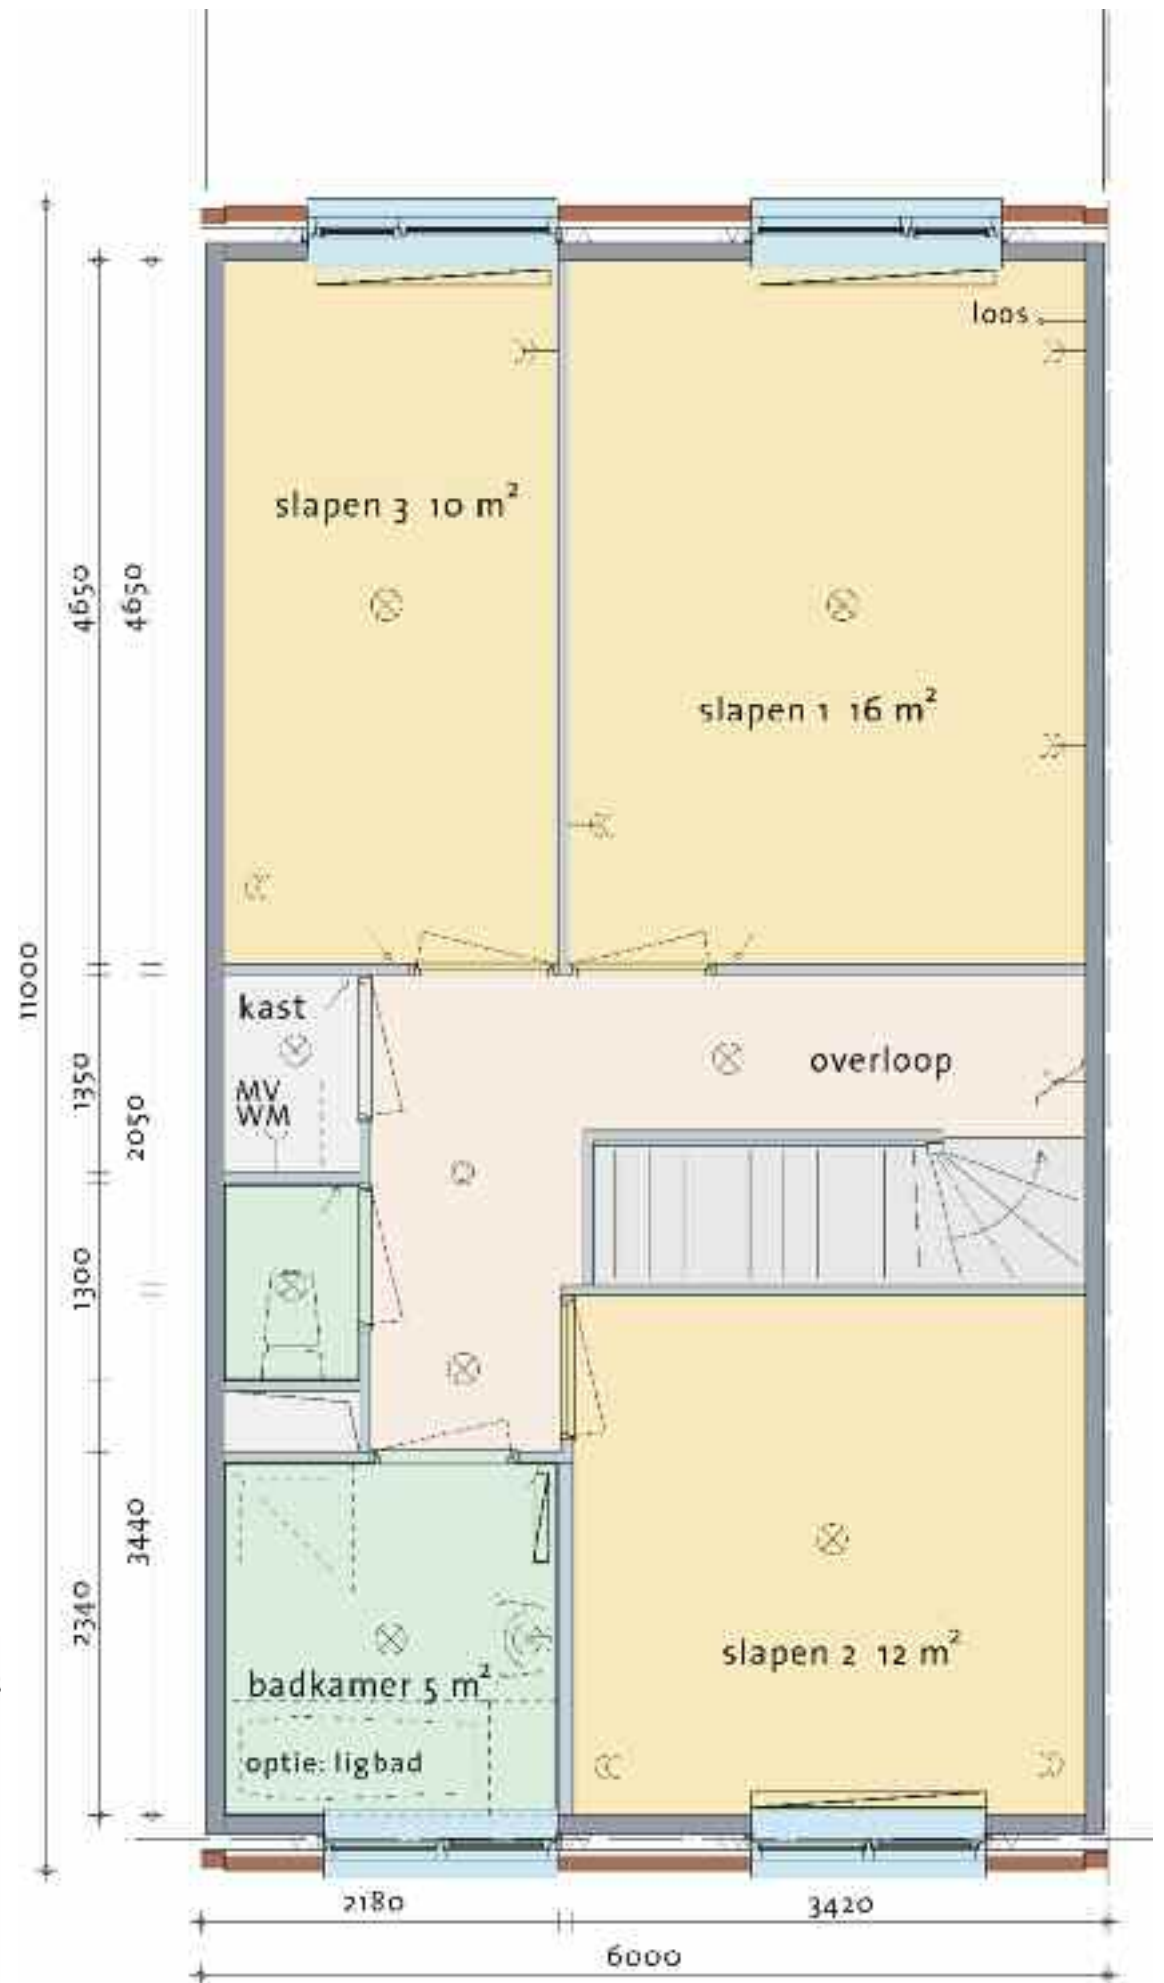 loos
slapen 3 10 m²
4650
4650
slapen 1 16 m²
11000
kast
overloop
1350
MV
WM
2050
1300
3440
2340
slapen 2 12 m²
badkamer 5 m²
optie: ligbad
2180
3420
6000